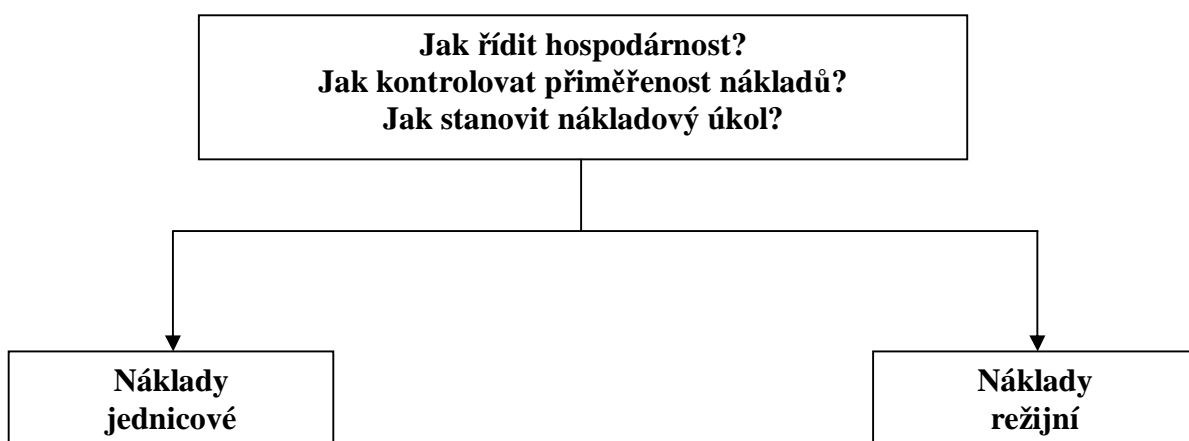 Jak řídit hospodárnost?
Jak kontrolovat přiměřenost nákladů?
Jak stanovit nákladový úkol?
Náklady
jednicové
Náklady
režijní